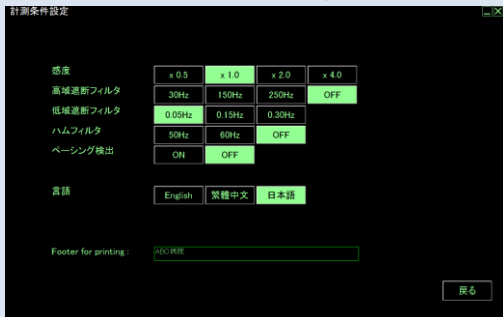 計測条件設定
感度 x 0.5 x 1.0 x 2.0 x 4.0
高域遮断フィルタ 30Hz 150Hz 250Hz OFF
低域遮断フィルタ 0.05Hz 0.15Hz 0.30Hz
ハムフィルタ 50Hz 60Hz OFF
ペーシング検出 ON OFF
言語 English 繁體中文 日本語
Footer for printing : ABC病院
戻る